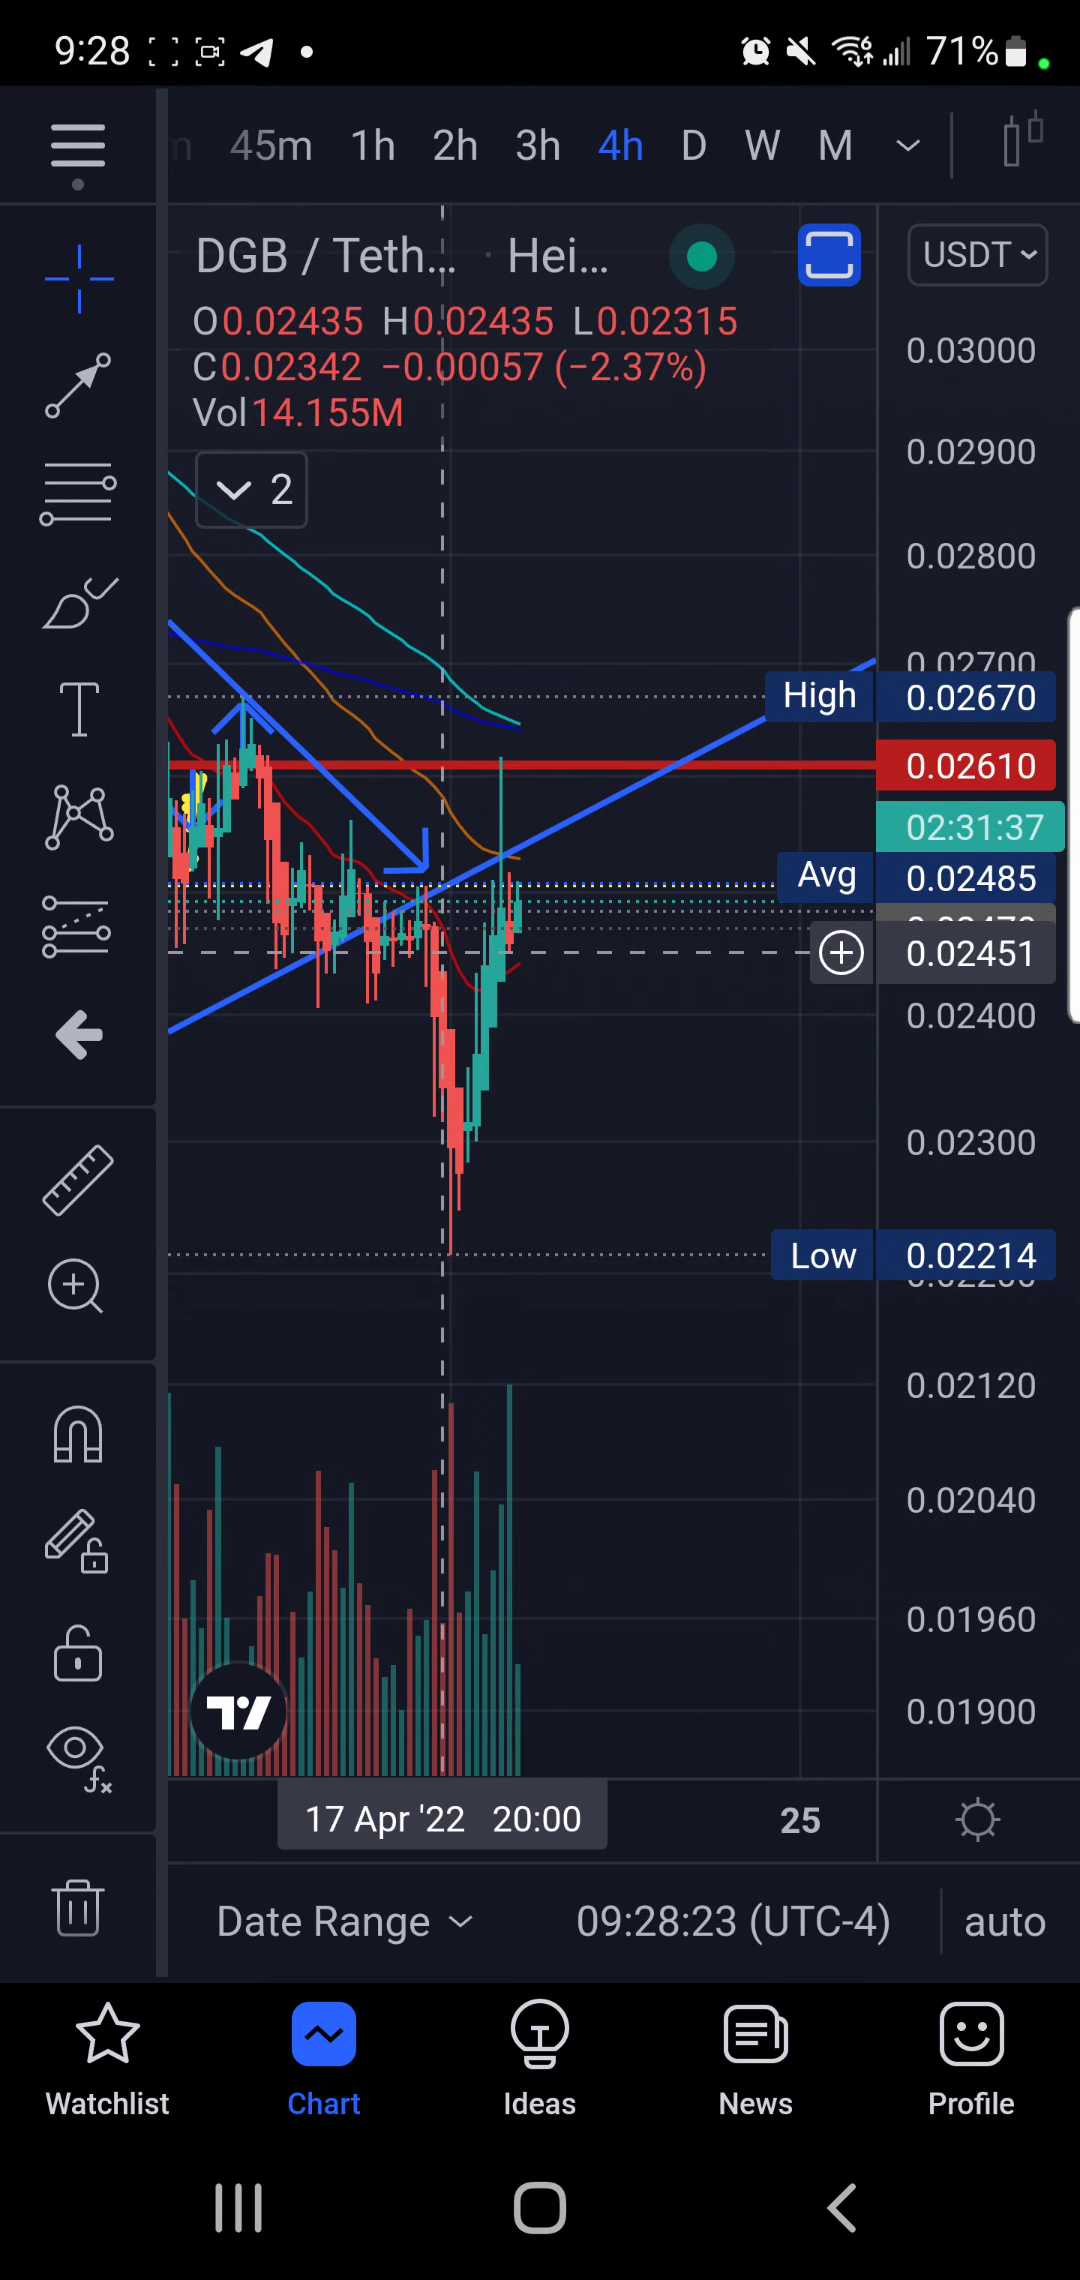 9:28 71%
45m 1h 2h 3h 4h D W M
DGB / Teth... · Hei... USDT
O0.02435 H0.02435 L0.02315
C0.02342 −0.00057 (−2.37%)
Vol14.155M
2
0.03000
0.02900
0.02800
0.02700
High 0.02670
0.02610
02:31:37
Avg 0.02485
0.02451
0.02400
0.02300
Low 0.02214
0.02120
0.02040
0.01960
0.01900
17 Apr '22 20:00 25
Date Range 09:28:23 (UTC-4) auto
Watchlist Chart Ideas News Profile